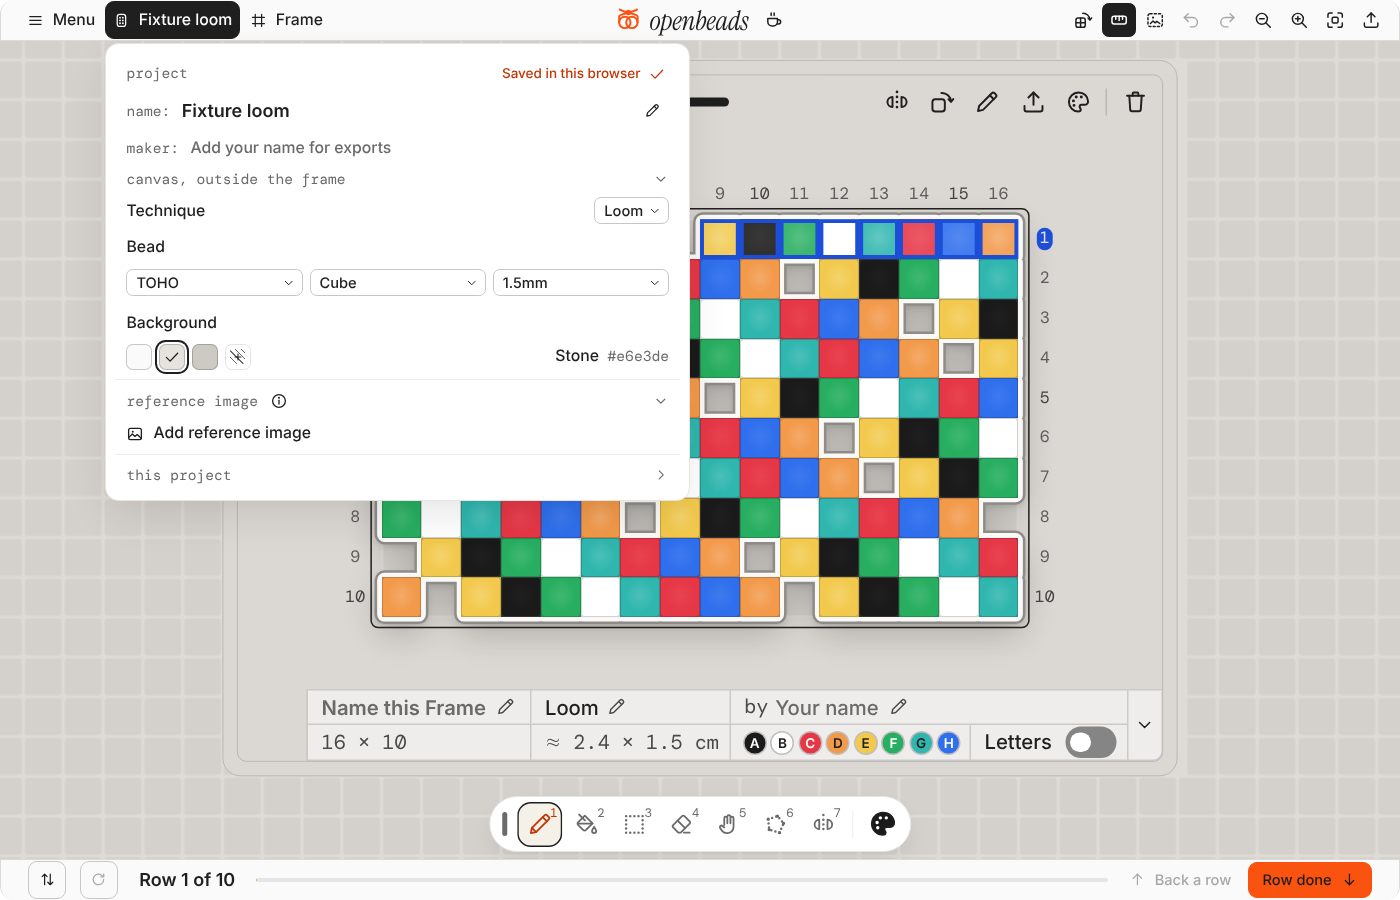 Menu
Fixture loom
Frame
openbeads
project
Saved in this browser
name: Fixture loom
maker: Add your name for exports
canvas, outside the frame
Technique
Loom
Bead
TOHO
Cube
1.5mm
Background
Stone #e6e3de
reference image
Add reference image
this project
9 10 11 12 13 14 15 16
1
2
3
4
5
6
7
8 8
9 9
10 10
Name this Frame
Loom
by Your name
16 × 10
≈ 2.4 × 1.5 cm
A B C D E F G H
Letters
1 2 3 4 5 6 7
Row 1 of 10
Back a row
Row done